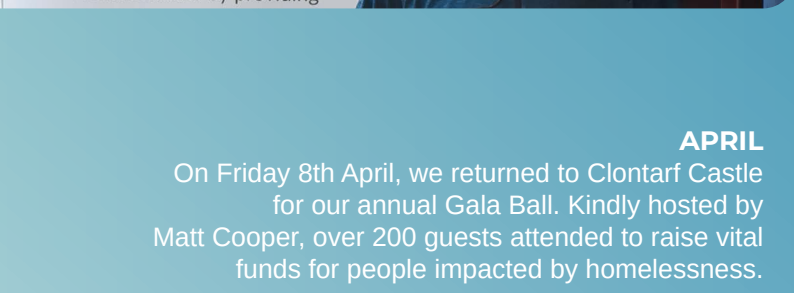 providing
APRIL
On Friday 8th April, we returned to Clontarf Castle
for our annual Gala Ball. Kindly hosted by
Matt Cooper, over 200 guests attended to raise vital
funds for people impacted by homelessness.